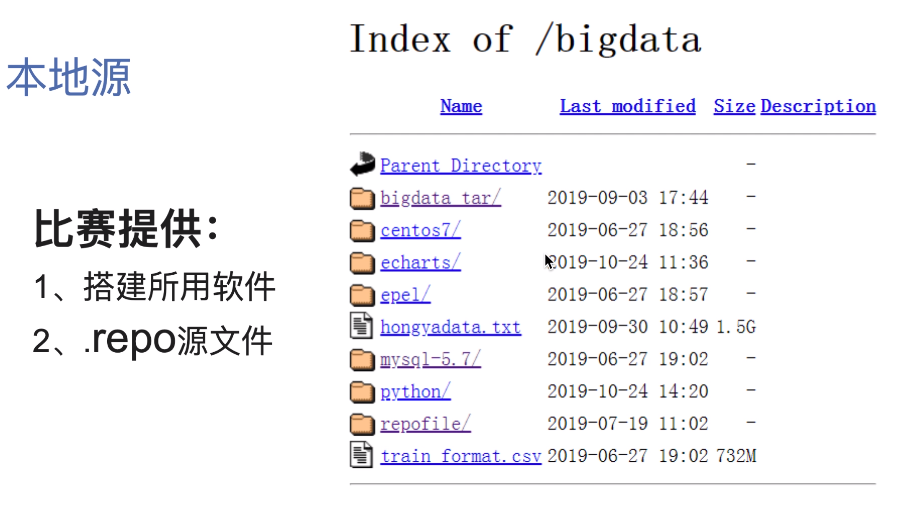 本地源
比赛提供：
1、搭建所用软件
2、.repo源文件
Index of /bigdata
Name Last modified Size Description
Parent Directory -
bigdata_tar/ 2019-09-03 17:44 -
centos7/ 2019-06-27 18:56 -
echarts/ 2019-10-24 11:36 -
epel/ 2019-06-27 18:57 -
hongyadata.txt 2019-09-30 10:49 1.5G
mysql-5.7/ 2019-06-27 19:02 -
python/ 2019-10-24 14:20 -
repofile/ 2019-07-19 11:02 -
train_format.csv 2019-06-27 19:02 732M